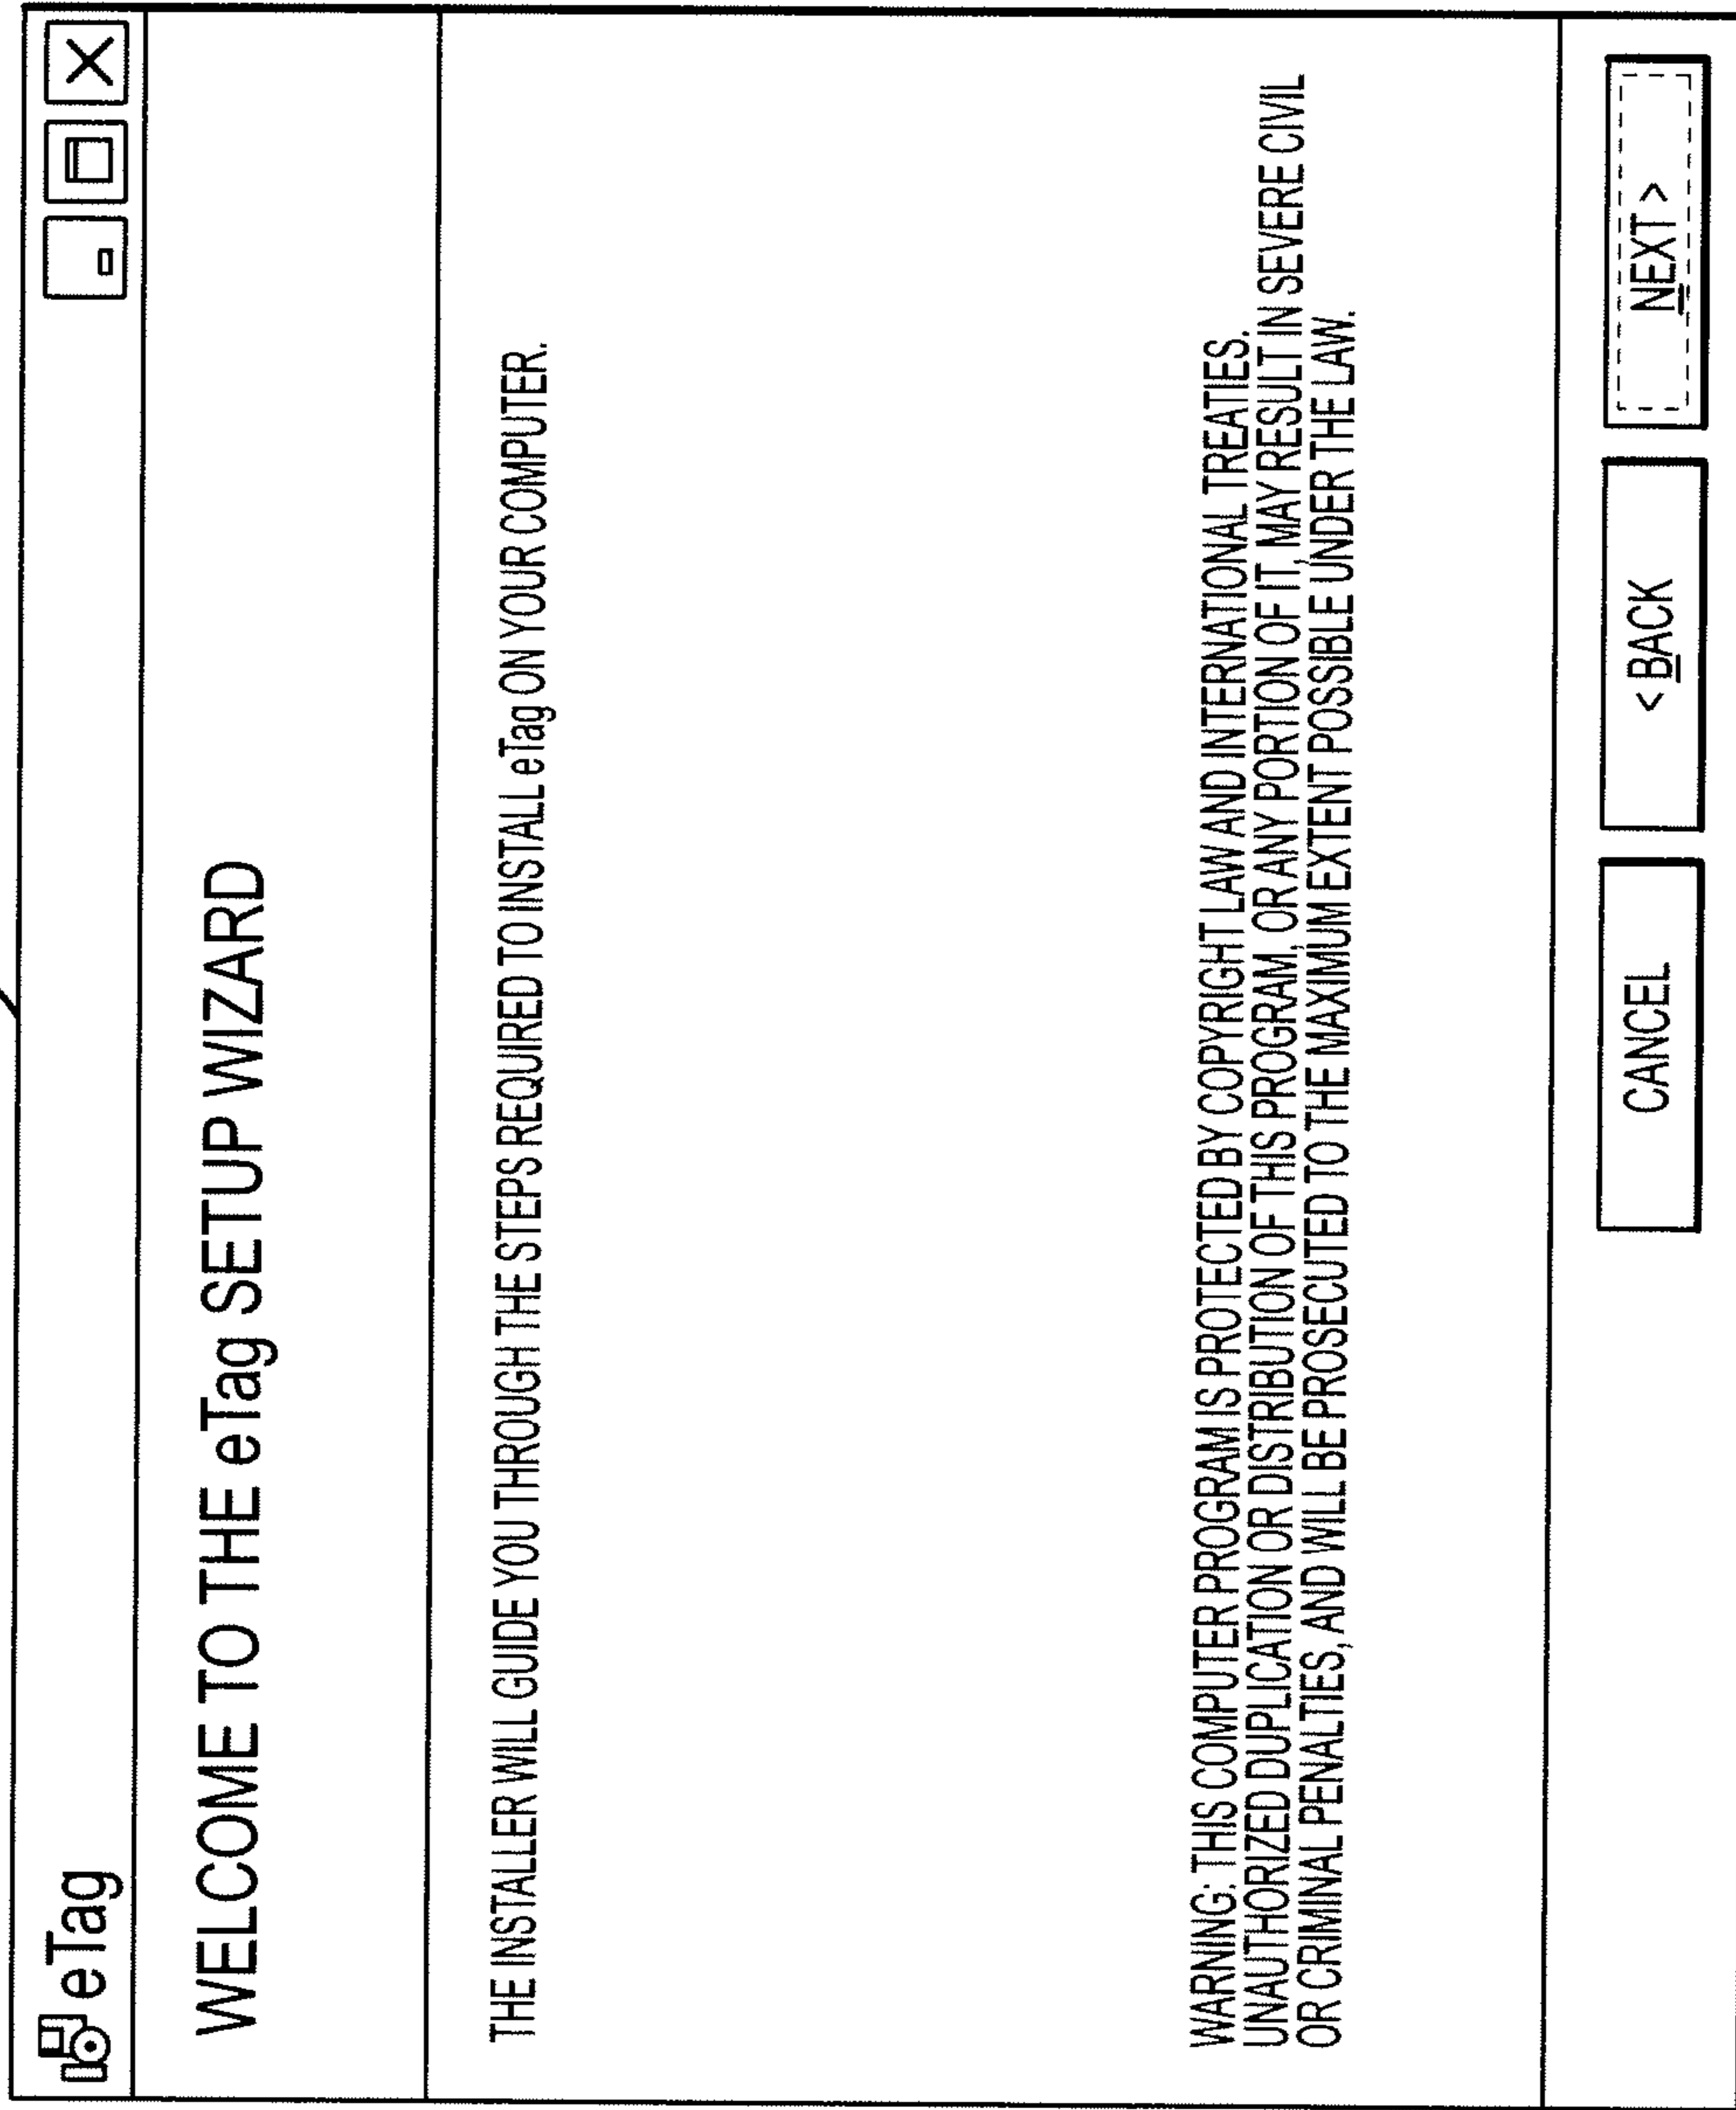 eTag
WELCOME TO THE eTag SETUP WIZARD
THE INSTALLER WILL GUIDE YOU THROUGH THE STEPS REQUIRED TO INSTALL eTag ON YOUR COMPUTER.
WARNING: THIS COMPUTER PROGRAM IS PROTECTED BY COPYRIGHT LAW AND INTERNATIONAL TREATIES.
UNAUTHORIZED DUPLICATION OR DISTRIBUTION OF THIS PROGRAM, OR ANY PORTION OF IT, MAY RESULT IN SEVERE CIVIL
OR CRIMINAL PENALTIES, AND WILL BE PROSECUTED TO THE MAXIMUM EXTENT POSSIBLE UNDER THE LAW.
CANCEL
< BACK
NEXT >